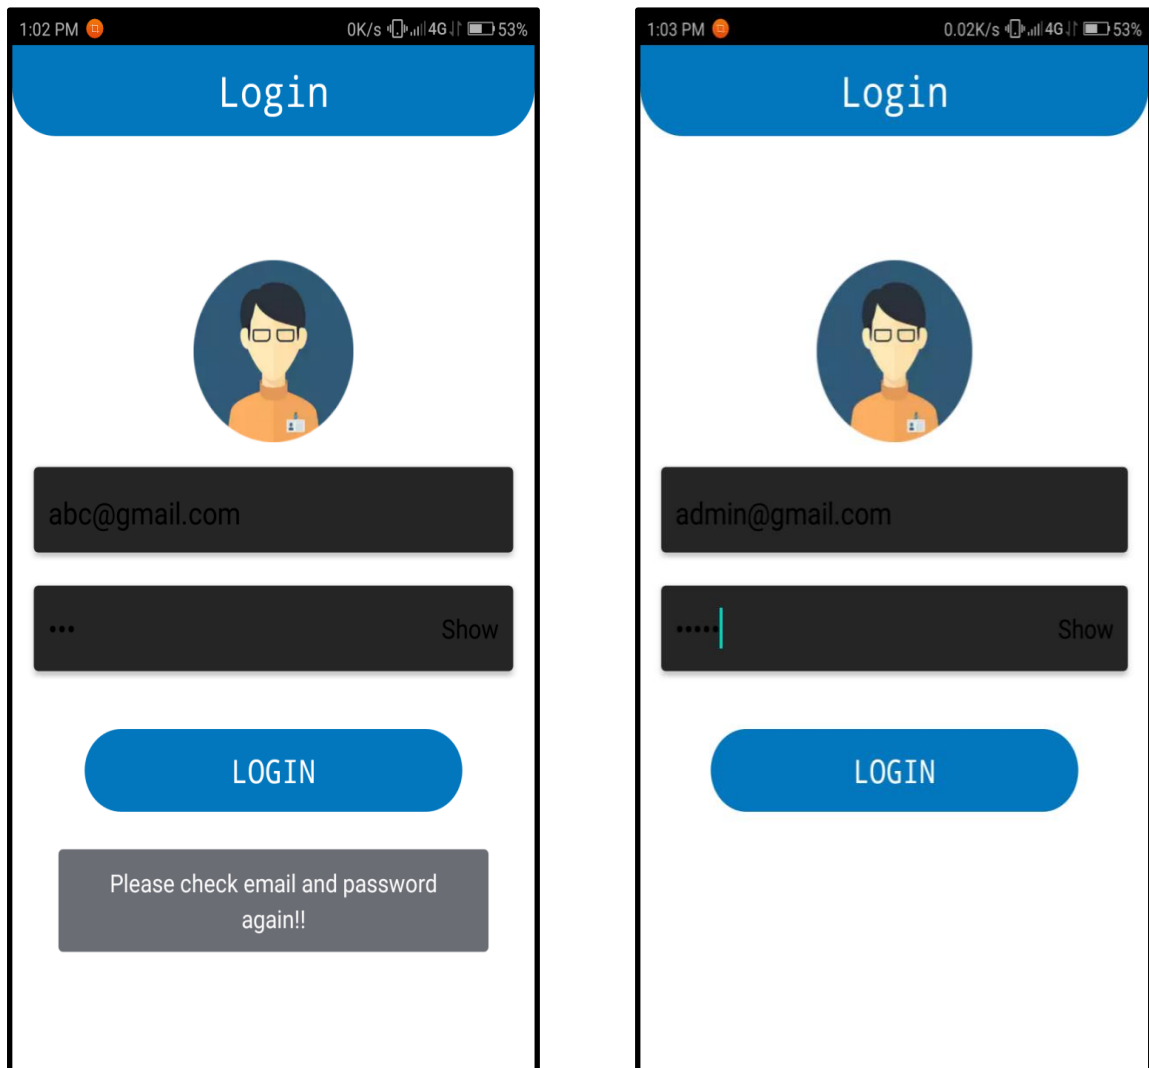 1:02 PM 0K/s 4G 53%
Login
abc@gmail.com
••• Show
LOGIN
Please check email and password
again!!
1:03 PM 0.02K/s 4G 53%
Login
admin@gmail.com
••••• Show
LOGIN